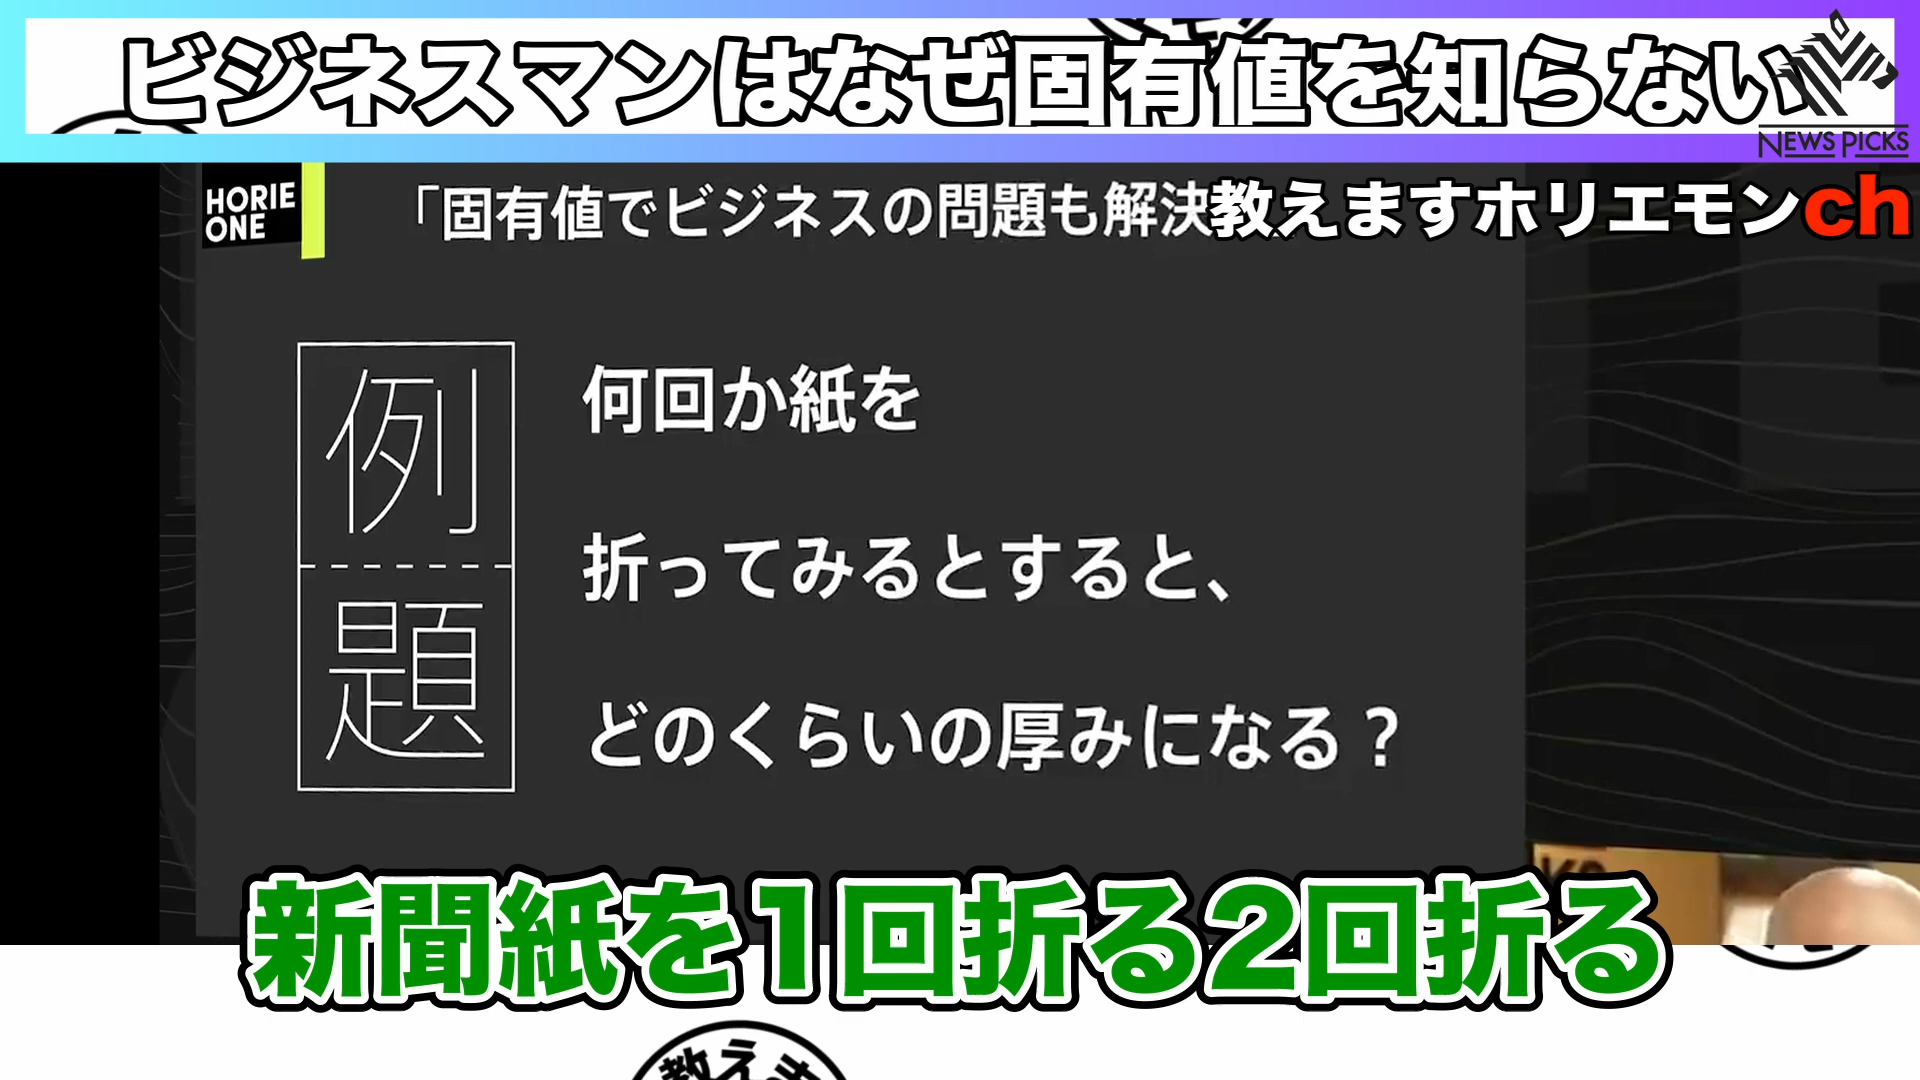 ビジネスマンはなぜ固有値を知らない
NEWS PICKS
HORIE
ONE
「固有値でビジネスの問題も解決
教えますホリエモンch
例題
何回か紙を
折ってみるとすると、
どのくらいの厚みになる？
新聞紙を1回折る2回折る
教えま